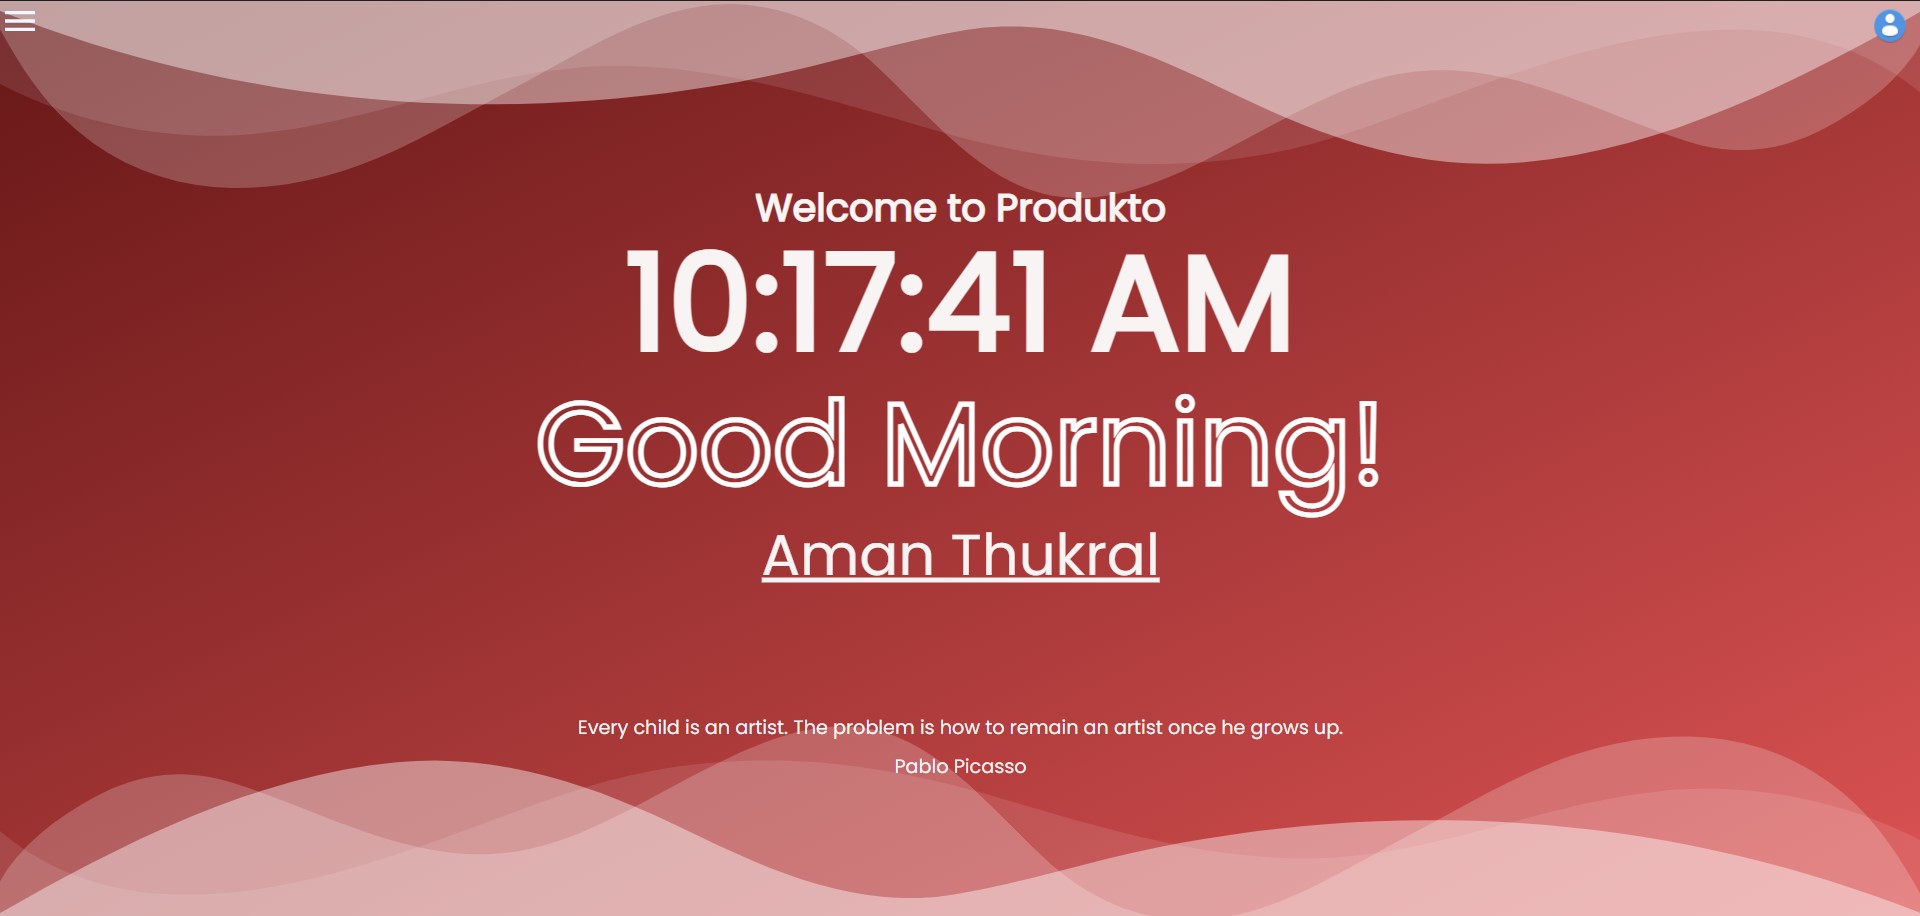 Welcome to Produkto
10:17:41 AM
Good Morning!
Aman Thukral
Every child is an artist. The problem is how to remain an artist once he grows up.
Pablo Picasso